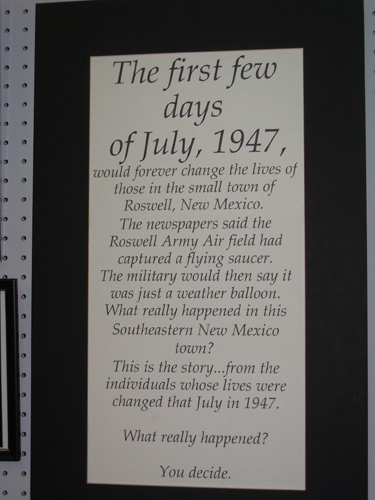 The first few
days
of July, 1947,
would forever change the lives of
those in the small town of
Roswell, New Mexico.
The newspapers said the
Roswell Army Air field had
captured a flying saucer.
The military would then say it
was just a weather balloon.
What really happened in this
Southeastern New Mexico
town?
This is the story...from the
individuals whose lives were
changed that July in 1947.
What really happened?
You decide.